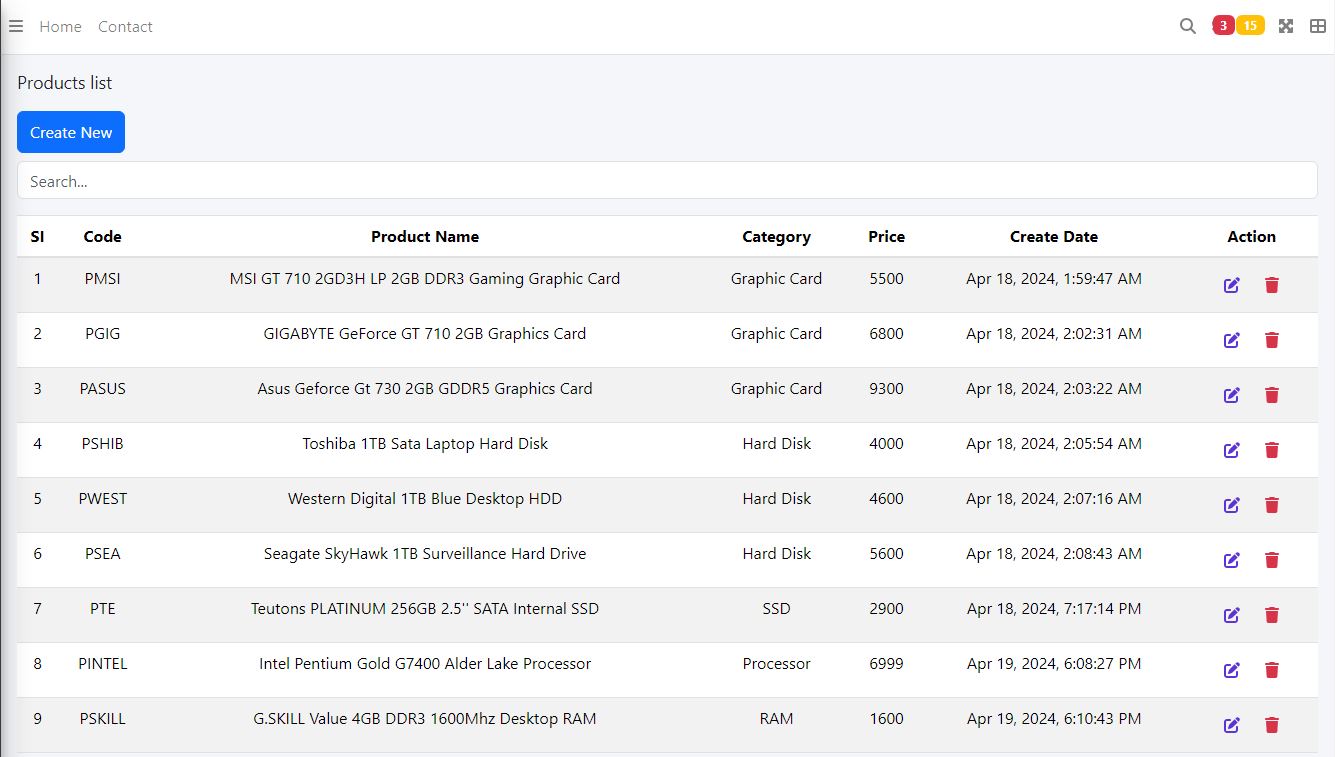 Home Contact 3 15
Products list
Create New
Search...
Sl Code Product Name Category Price Create Date Action
1 PMSI MSI GT 710 2GD3H LP 2GB DDR3 Gaming Graphic Card Graphic Card 5500 Apr 18, 2024, 1:59:47 AM
2 PGIG GIGABYTE GeForce GT 710 2GB Graphics Card Graphic Card 6800 Apr 18, 2024, 2:02:31 AM
3 PASUS Asus Geforce Gt 730 2GB GDDR5 Graphics Card Graphic Card 9300 Apr 18, 2024, 2:03:22 AM
4 PSHIB Toshiba 1TB Sata Laptop Hard Disk Hard Disk 4000 Apr 18, 2024, 2:05:54 AM
5 PWEST Western Digital 1TB Blue Desktop HDD Hard Disk 4600 Apr 18, 2024, 2:07:16 AM
6 PSEA Seagate SkyHawk 1TB Surveillance Hard Drive Hard Disk 5600 Apr 18, 2024, 2:08:43 AM
7 PTE Teutons PLATINUM 256GB 2.5'' SATA Internal SSD SSD 2900 Apr 18, 2024, 7:17:14 PM
8 PINTEL Intel Pentium Gold G7400 Alder Lake Processor Processor 6999 Apr 19, 2024, 6:08:27 PM
9 PSKILL G.SKILL Value 4GB DDR3 1600Mhz Desktop RAM RAM 1600 Apr 19, 2024, 6:10:43 PM